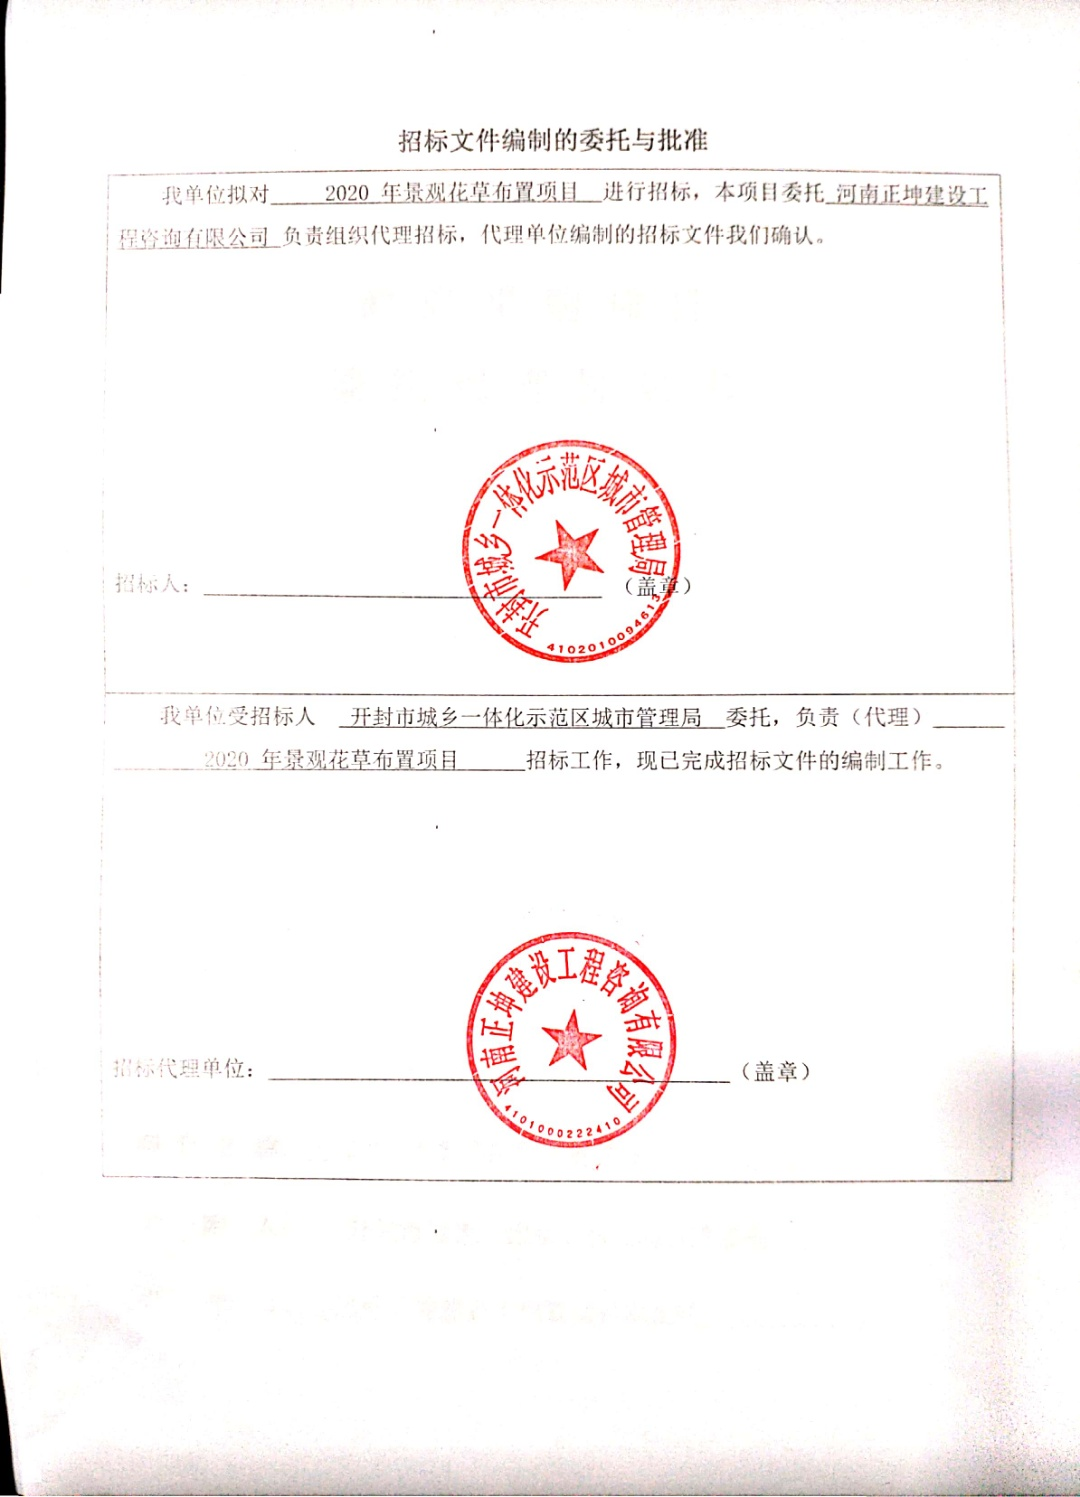 招标文件编制的委托与批准
我单位拟对 2020 年景观花草布置项目 进行招标，本项目委托 河南正坤建设工
程咨询有限公司 负责组织代理招标，代理单位编制的招标文件我们确认。
开封市城乡一体化示范区城市管理局
招标人： （盖章）
4102010094613
我单位受招标人 开封市城乡一体化示范区城市管理局 委托，负责（代理）
2020 年景观花草布置项目 招标工作，现已完成招标文件的编制工作。
河南正坤建设工程咨询有限公司
招标代理单位： （盖章）
4101000222410